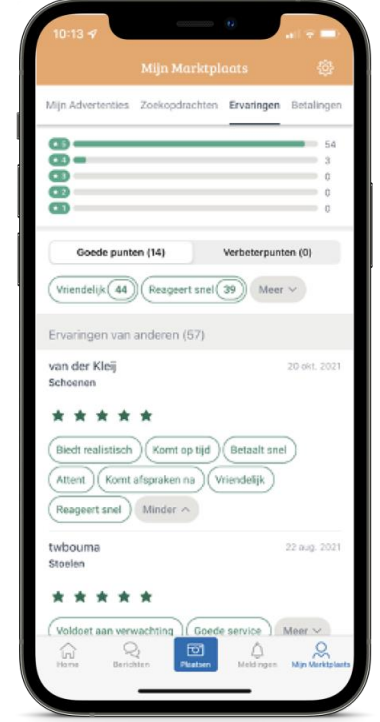 10:13
Mijn Marktplaats
Mijn Advertenties Zoekopdrachten Ervaringen Betalingen
★ 5 54
★ 4 3
★ 3 0
★ 2 0
★ 1 0
Goede punten (14) Verbeterpunten (0)
Vriendelijk 44 Reageert snel 39 Meer
Ervaringen van anderen (57)
van der Kleij 20 okt. 2021
Schoenen
★ ★ ★ ★ ★
Biedt realistisch Komt op tijd Betaalt snel
Attent Komt afspraken na Vriendelijk
Reageert snel Minder
twbouma 22 aug. 2021
Stoelen
★ ★ ★ ★ ★
Voldoet aan verwachting Goede service Meer
Home Berichten Plaatsen Meldingen Mijn Marktplaats